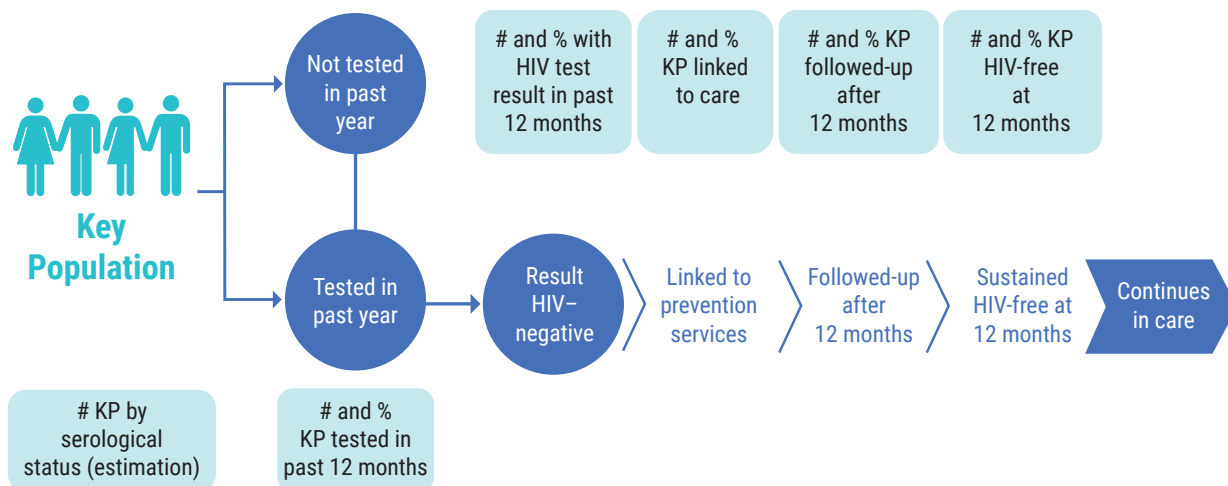 Not tested
in past
year
# and % with
HIV test
result in past
12 months
# and %
KP linked
to care
# and % KP
followed-up
after
12 months
# and % KP
HIV-free
at
12 months
Key
Population
Tested in
past year
Result
HIV–
negative
Linked to
prevention
services
Followed-up
after
12 months
Sustained
HIV-free at
12 months
Continues
in care
# KP by
serological
status (estimation)
# and %
KP tested in
past 12 months